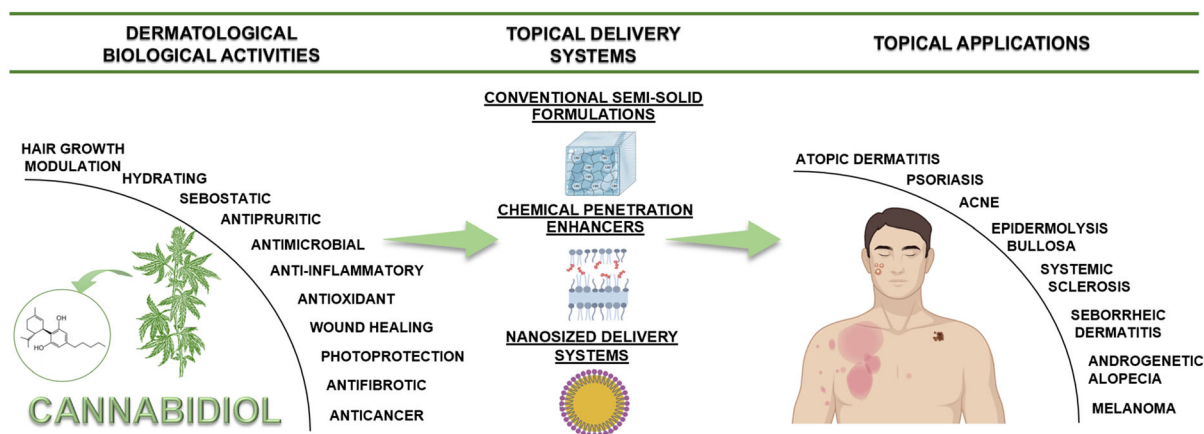 DERMATOLOGICAL
BIOLOGICAL ACTIVITIES
TOPICAL DELIVERY
SYSTEMS
TOPICAL APPLICATIONS
HAIR GROWTH
MODULATION
HYDRATING
SEBOSTATIC
ANTIPRURITIC
ANTIMICROBIAL
ANTI-INFLAMMATORY
ANTIOXIDANT
WOUND HEALING
PHOTOPROTECTION
ANTIFIBROTIC
ANTICANCER
OH
HO
CANNABIDIOL
CONVENTIONAL SEMI-SOLID
FORMULATIONS
CHEMICAL PENETRATION
ENHANCERS
NANOSIZED DELIVERY
SYSTEMS
ATOPIC DERMATITIS
PSORIASIS
ACNE
EPIDERMOLYSIS
BULLOSA
SYSTEMIC
SCLEROSIS
SEBORRHEIC
DERMATITIS
ANDROGENETIC
ALOPECIA
MELANOMA